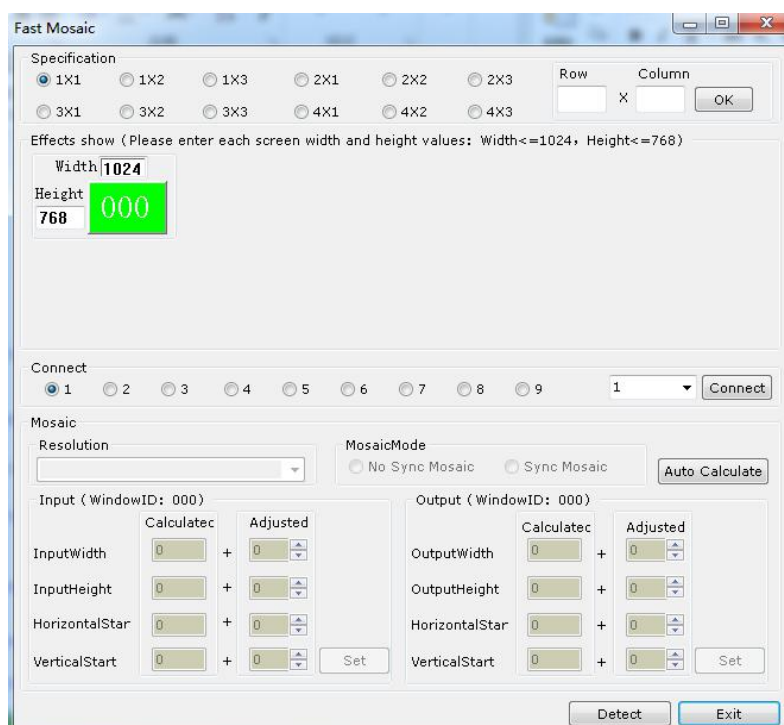 Fast Mosaic
Specification
1X1 1X2 1X3 2X1 2X2 2X3 Row Column
X OK
3X1 3X2 3X3 4X1 4X2 4X3
Effects show (Please enter each screen width and height values: Width<=1024, Height<=768)
Width 1024
Height
768 000
Connect
1 2 3 4 5 6 7 8 9 1 Connect
Mosaic
Resolution MosaicMode
No Sync Mosaic Sync Mosaic Auto Calculate
Input (WindowID: 000) Output (WindowID: 000)
Calculatec Adjusted Calculatec Adjusted
InputWidth 0 + 0 OutputWidth 0 + 0
InputHeight 0 + 0 OutputHeight 0 + 0
HorizontalStar 0 + 0 HorizontalStar 0 + 0
VerticalStart 0 + 0 Set VerticalStart 0 + 0 Set
Detect Exit